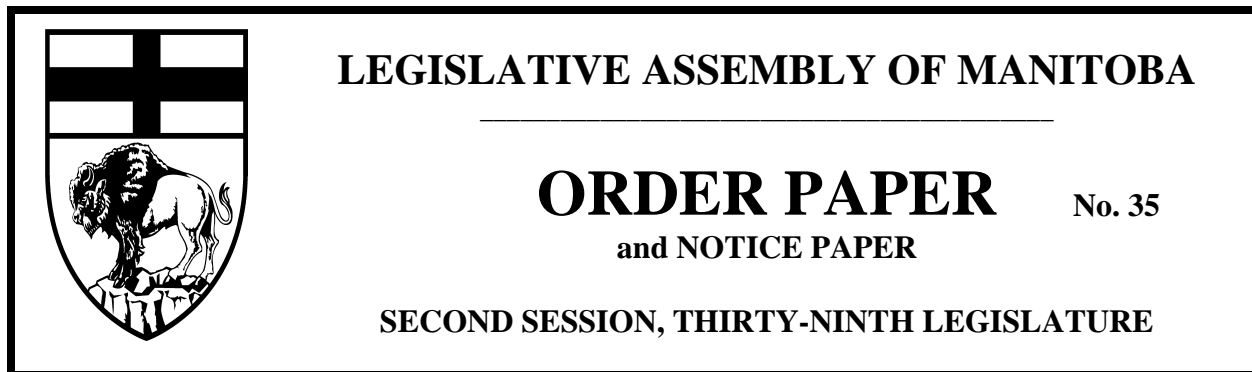 LEGISLATIVE ASSEMBLY OF MANITOBA
ORDER PAPER No. 35
and NOTICE PAPER
SECOND SESSION, THIRTY-NINTH LEGISLATURE